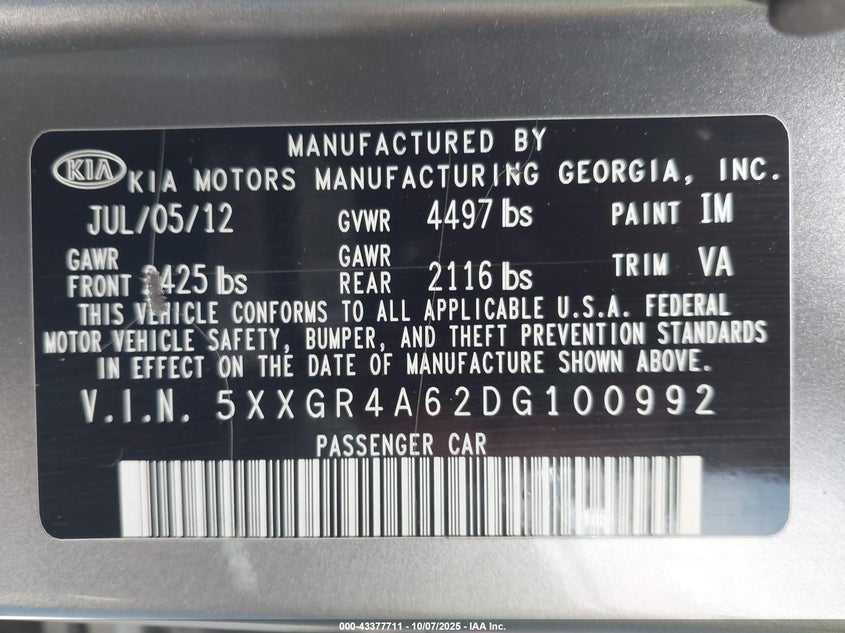 MANUFACTURED BY
KIA KIA MOTORS MANUFACTURING GEORGIA, INC.
JUL/05/12 GVWR 4497 lbs PAINT IM
GAWR FRONT 425 lbs GAWR REAR 2116 lbs TRIM VA
THIS VEHICLE CONFORMS TO ALL APPLICABLE U.S.A. FEDERAL
MOTOR VEHICLE SAFETY, BUMPER, AND THEFT PREVENTION STANDARDS
IN EFFECT ON THE DATE OF MANUFACTURE SHOWN ABOVE.
V.I.N. 5XXGR4A62DG100992
PASSENGER CAR
000-43377711 - 10/07/2025 - IAA Inc.